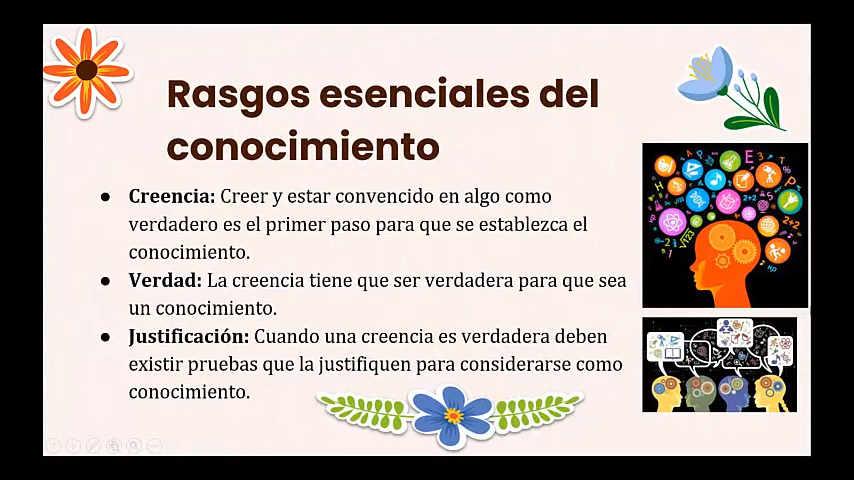 Rasgos esenciales del
conocimiento
● Creencia: Creer y estar convencido en algo como
verdadero es el primer paso para que se establezca el
conocimiento.
● Verdad: La creencia tiene que ser verdadera para que sea
un conocimiento.
● Justificación: Cuando una creencia es verdadera deben
existir pruebas que la justifiquen para considerarse como
conocimiento.